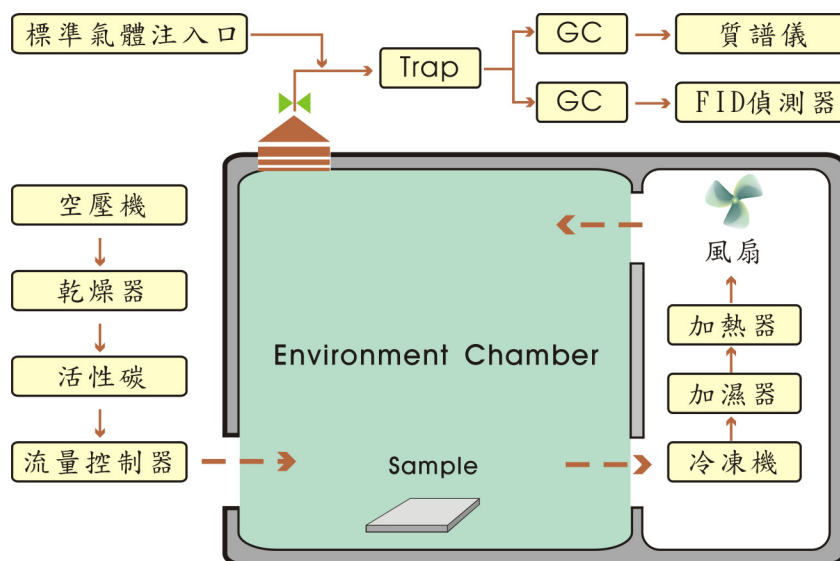 標準氣體注入口
Trap
GC
質譜儀
GC
FID偵測器
空壓機
乾燥器
活性碳
流量控制器
Environment Chamber
Sample
風扇
加熱器
加濕器
冷凍機